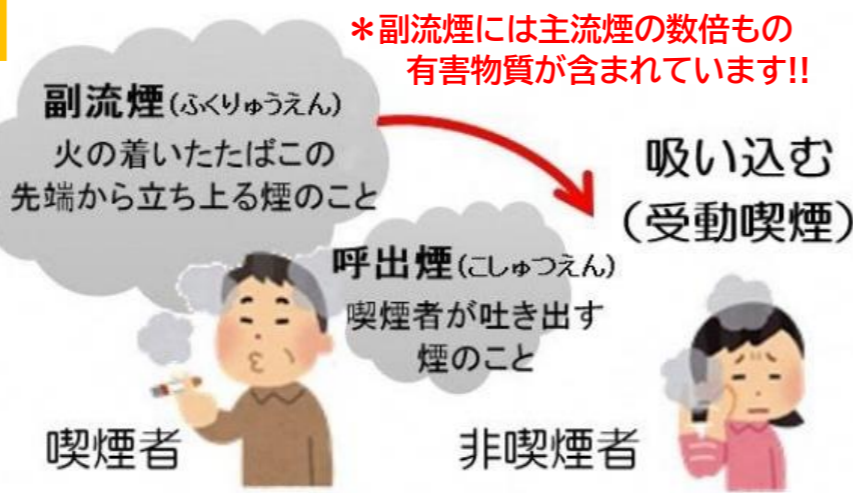 ＊副流煙には主流煙の数倍もの
有害物質が含まれています!!
副流煙(ふくりゅうえん)
火の着いたたばこの
先端から立ち上る煙のこと
吸い込む
（受動喫煙）
呼出煙(こしゅつえん)
喫煙者が吐き出す
煙のこと
喫煙者
非喫煙者